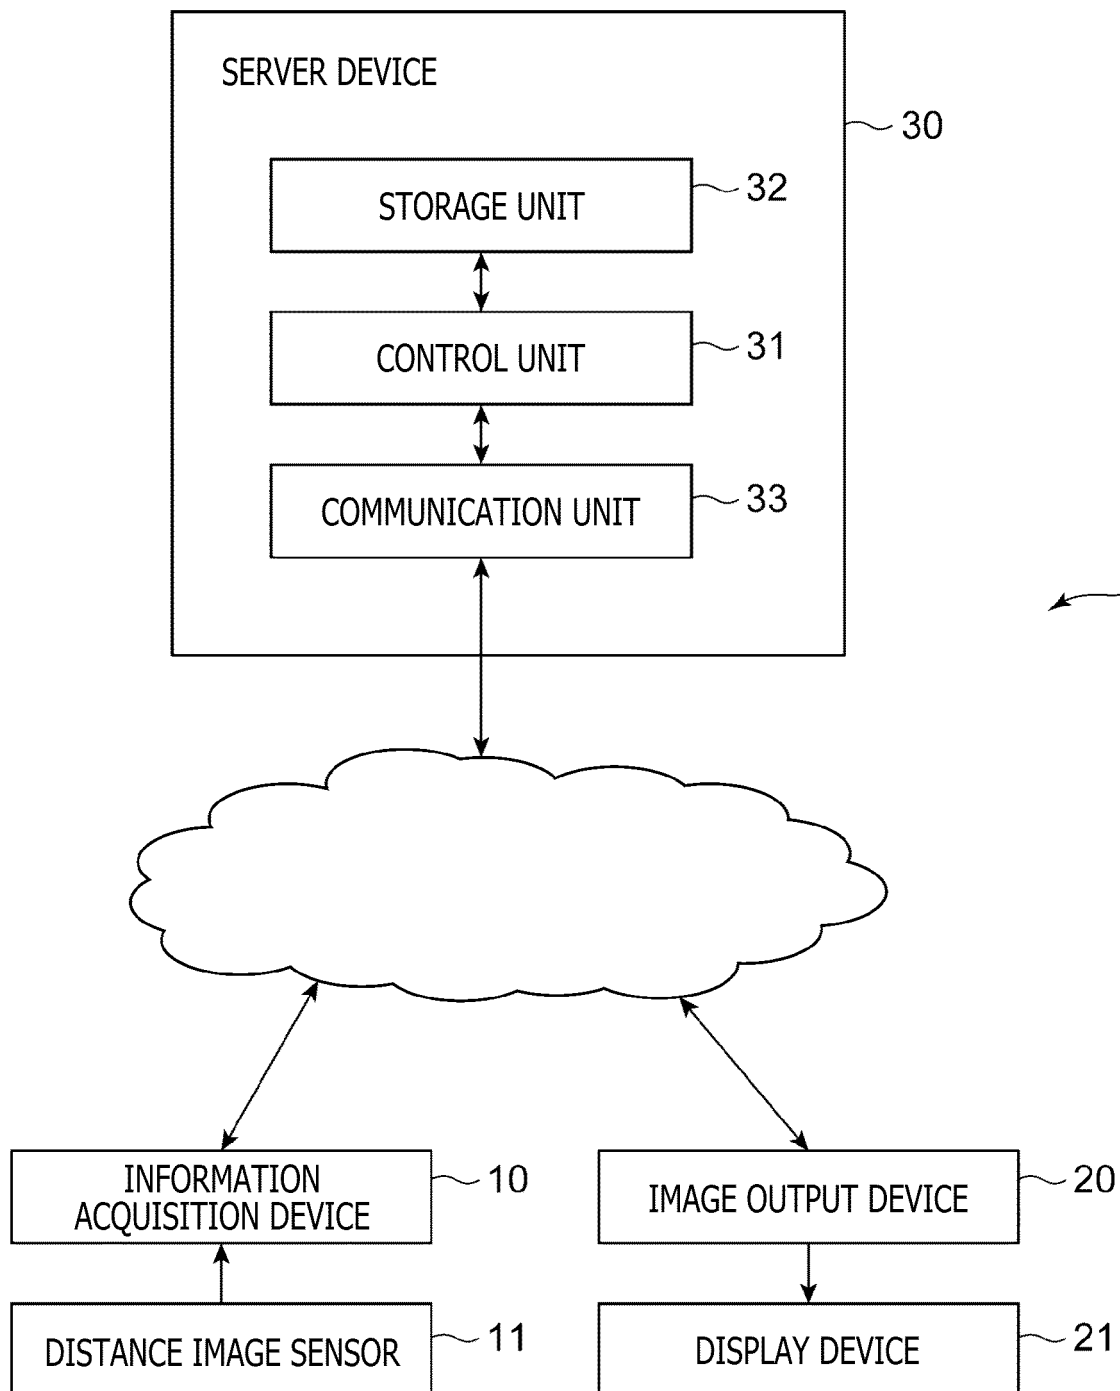 SERVER DEVICE
30
STORAGE UNIT
32
CONTROL UNIT
31
COMMUNICATION UNIT
33
INFORMATION
ACQUISITION DEVICE
10
IMAGE OUTPUT DEVICE
20
DISTANCE IMAGE SENSOR
11
DISPLAY DEVICE
21